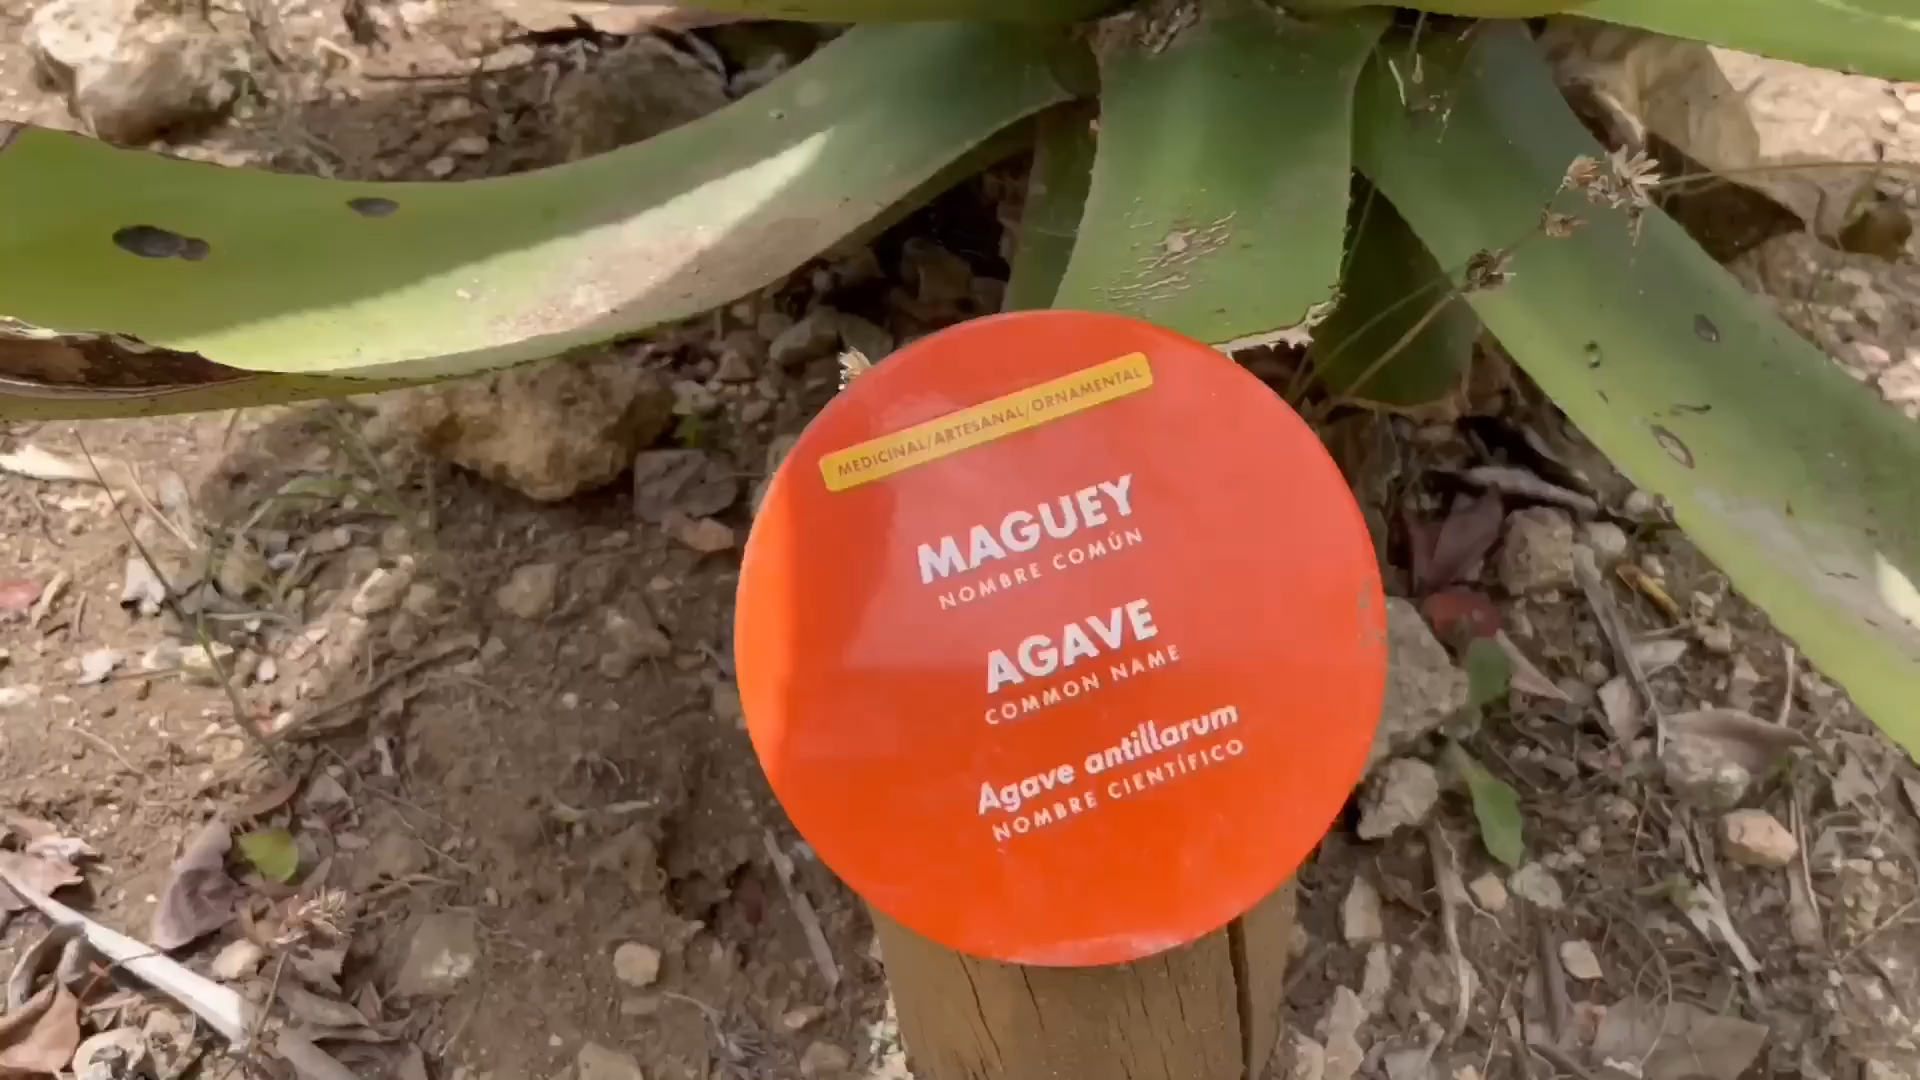 MEDICINAL/ARTESANAL/ORNAMENTAL
MAGUEY
NOMBRE COMÚN
AGAVE
COMMON NAME
Agave antillarum
NOMBRE CIENTÍFICO